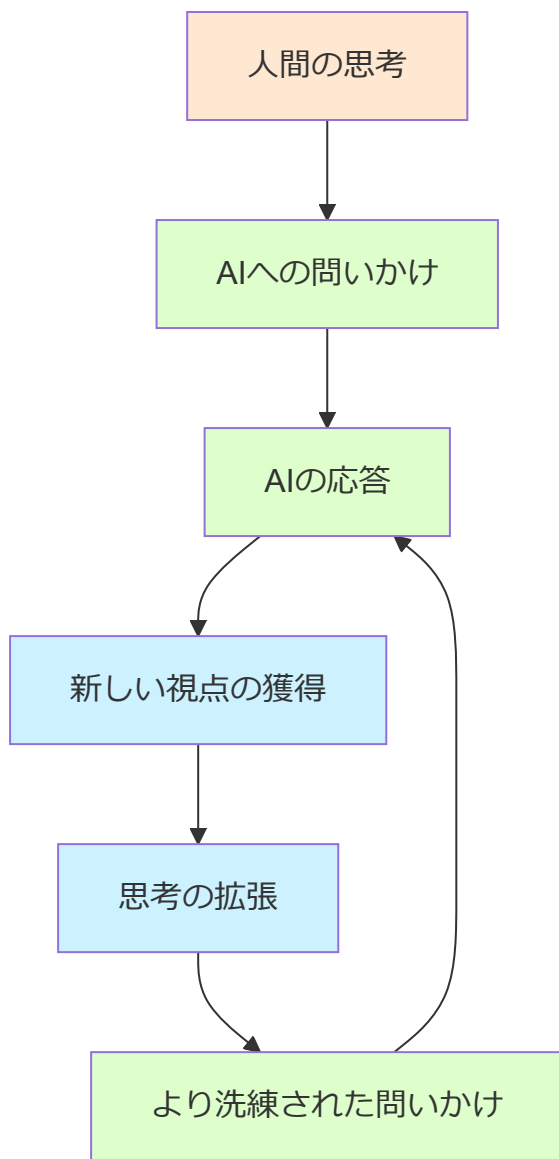 人間の思考
AIへの問いかけ
AIの応答
新しい視点の獲得
思考の拡張
より洗練された問いかけ